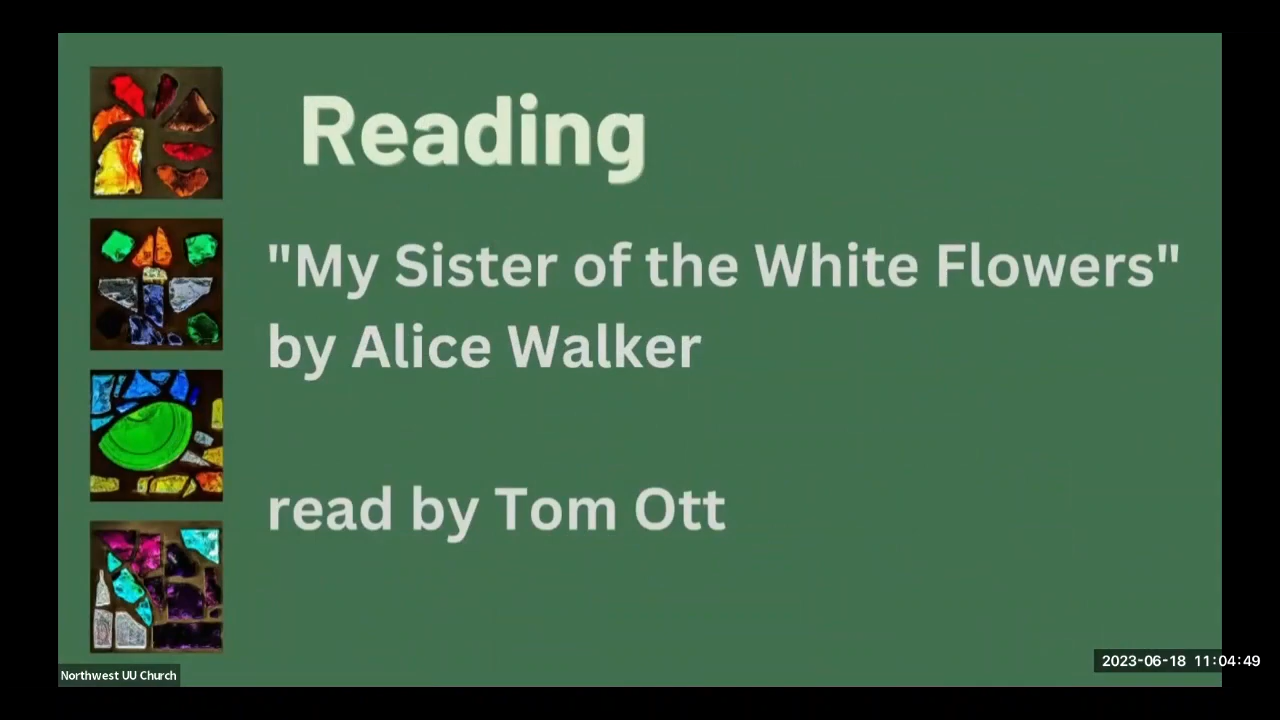 Reading
"My Sister of the White Flowers"
by Alice Walker
read by Tom Ott
Northwest UU Church
2023-06-18 11:04:49